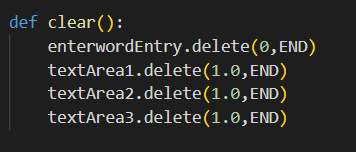 def clear():
    enterwordEntry.delete(0,END)
    textArea1.delete(1.0,END)
    textArea2.delete(1.0,END)
    textArea3.delete(1.0,END)